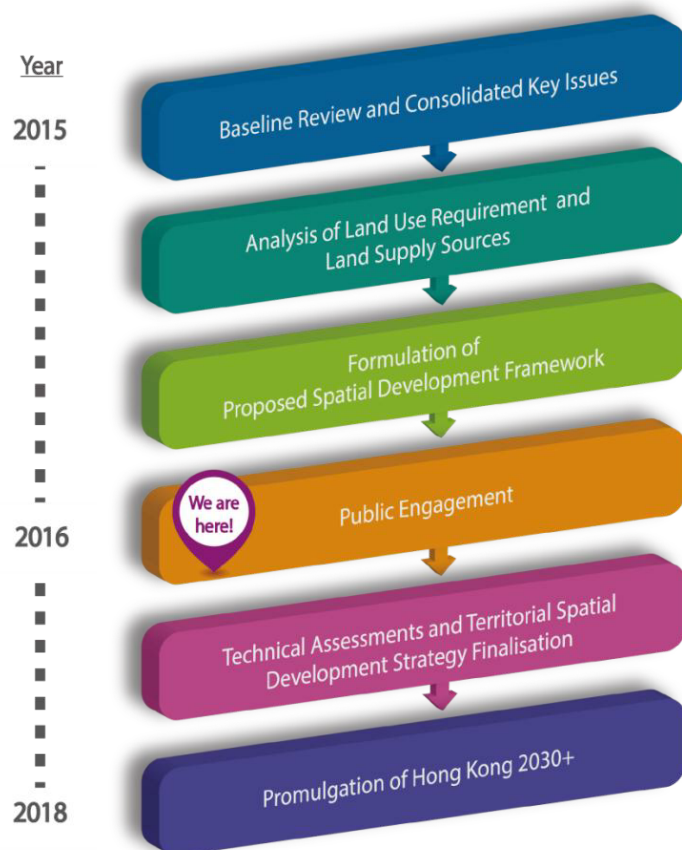 Year
2015
Baseline Review and Consolidated Key Issues
Analysis of Land Use Requirement and
Land Supply Sources
Formulation of
Proposed Spatial Development Framework
We are
here!
Public Engagement
2016
Technical Assessments and Territorial Spatial
Development Strategy Finalisation
Promulgation of Hong Kong 2030+
2018